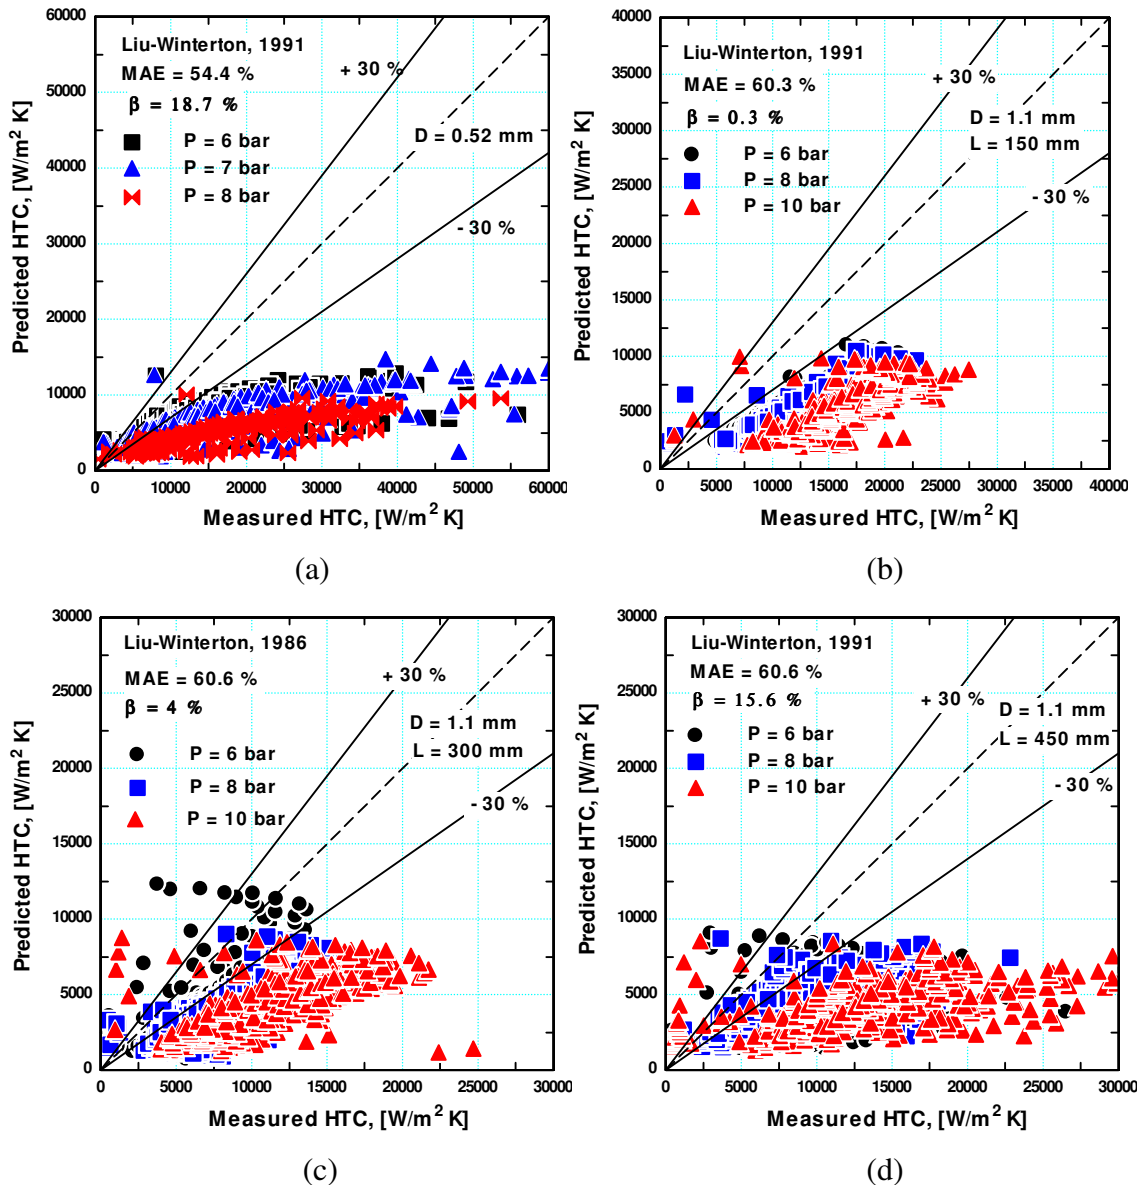 60000
50000
40000
30000
20000
10000
0
Predicted HTC, [W/m² K]
Liu-Winterton, 1991
MAE = 54.4 %
β = 18.7 %
P = 6 bar
P = 7 bar
P = 8 bar
+ 30 %
D = 0.52 mm
- 30 %
0 10000 20000 30000 40000 50000 60000
Measured HTC, [W/m² K]
(a)
40000
35000
30000
25000
20000
15000
10000
5000
0
Predicted HTC, [W/m² K]
Liu-Winterton, 1991
MAE = 60.3 %
β = 0.3 %
P = 6 bar
P = 8 bar
P = 10 bar
+ 30 %
D = 1.1 mm
L = 150 mm
- 30 %
0 5000 10000 15000 20000 25000 30000 35000 40000
Measured HTC, [W/m² K]
(b)
30000
25000
20000
15000
10000
5000
0
Predicted HTC, [W/m² K]
Liu-Winterton, 1986
MAE = 60.6 %
β = 4 %
P = 6 bar
P = 8 bar
P = 10 bar
+ 30 %
D = 1.1 mm
L = 300 mm
- 30 %
0 5000 10000 15000 20000 25000 30000
Measured HTC, [W/m² K]
(c)
30000
25000
20000
15000
10000
5000
0
Predicted HTC, [W/m² K]
Liu-Winterton, 1991
MAE = 60.6 %
β = 15.6 %
P = 6 bar
P = 8 bar
P = 10 bar
+ 30 %
D = 1.1 mm
L = 450 mm
- 30 %
0 5000 10000 15000 20000 25000 30000
Measured HTC, [W/m² K]
(d)